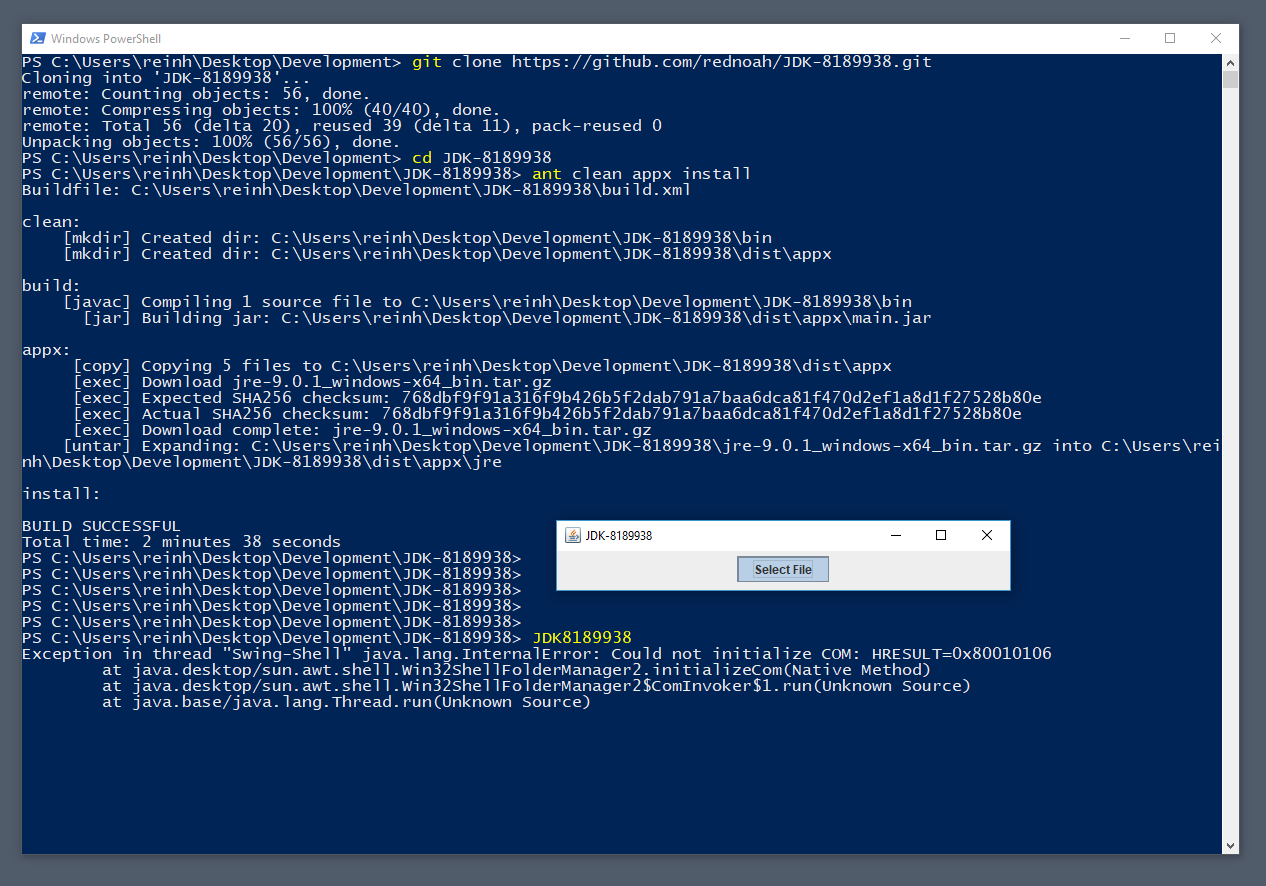 Windows PowerShell
PS C:\Users\reinh\Desktop\Development> git clone https://github.com/rednoah/JDK-8189938.git
Cloning into 'JDK-8189938'...
remote: Counting objects: 56, done.
remote: Compressing objects: 100% (40/40), done.
remote: Total 56 (delta 20), reused 39 (delta 11), pack-reused 0
Unpacking objects: 100% (56/56), done.
PS C:\Users\reinh\Desktop\Development> cd JDK-8189938
PS C:\Users\reinh\Desktop\Development\JDK-8189938> ant clean appx install
Buildfile: C:\Users\reinh\Desktop\Development\JDK-8189938\build.xml
clean:
[mkdir] Created dir: C:\Users\reinh\Desktop\Development\JDK-8189938\bin
[mkdir] Created dir: C:\Users\reinh\Desktop\Development\JDK-8189938\dist\appx
build:
[javac] Compiling 1 source file to C:\Users\reinh\Desktop\Development\JDK-8189938\bin
[jar] Building jar: C:\Users\reinh\Desktop\Development\JDK-8189938\dist\appx\main.jar
appx:
[copy] Copying 5 files to C:\Users\reinh\Desktop\Development\JDK-8189938\dist\appx
[exec] Download jre-9.0.1_windows-x64_bin.tar.gz
[exec] Expected SHA256 checksum: 768dbf9f91a316f9b426b5f2dab791a7baa6dca81f470d2ef1a8d1f27528b80e
[exec] Actual SHA256 checksum: 768dbf9f91a316f9b426b5f2dab791a7baa6dca81f470d2ef1a8d1f27528b80e
[exec] Download complete: jre-9.0.1_windows-x64_bin.tar.gz
[untar] Expanding: C:\Users\reinh\Desktop\Development\JDK-8189938\jre-9.0.1_windows-x64_bin.tar.gz into C:\Users\rei
nh\Desktop\Development\JDK-8189938\dist\appx\jre
install:
BUILD SUCCESSFUL
Total time: 2 minutes 38 seconds
PS C:\Users\reinh\Desktop\Development\JDK-8189938>
PS C:\Users\reinh\Desktop\Development\JDK-8189938>
PS C:\Users\reinh\Desktop\Development\JDK-8189938>
PS C:\Users\reinh\Desktop\Development\JDK-8189938>
PS C:\Users\reinh\Desktop\Development\JDK-8189938>
PS C:\Users\reinh\Desktop\Development\JDK-8189938> JDK8189938
Exception in thread "Swing-Shell" java.lang.InternalError: Could not initialize COM: HRESULT=0x80010106
at java.desktop/sun.awt.shell.Win32ShellFolderManager2.initializeCom(Native Method)
at java.desktop/sun.awt.shell.Win32ShellFolderManager2$ComInvoker$1.run(Unknown Source)
at java.base/java.lang.Thread.run(Unknown Source)
JDK-8189938
Select File